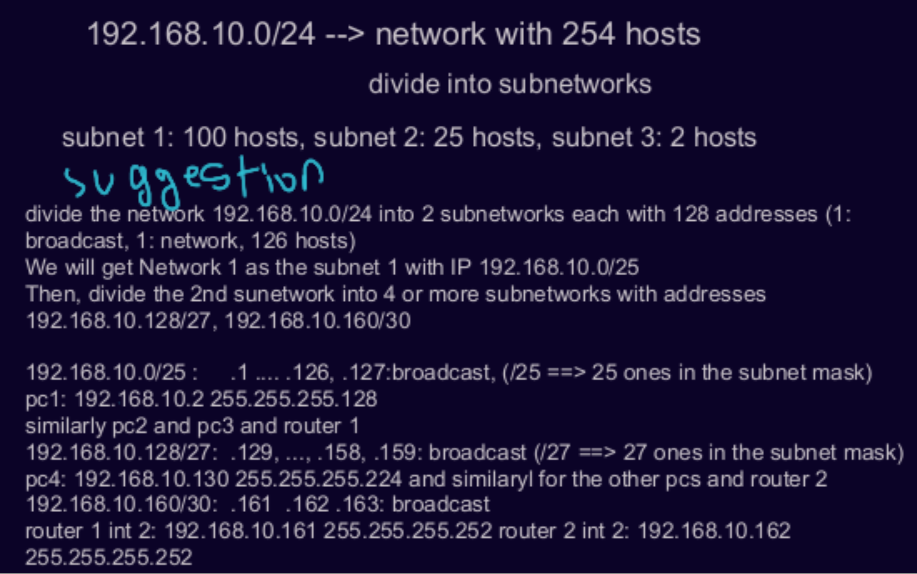 192.168.10.0/24 --> network with 254 hosts
divide into subnetworks
subnet 1: 100 hosts, subnet 2: 25 hosts, subnet 3: 2 hosts
suggestion
divide the network 192.168.10.0/24 into 2 subnetworks each with 128 addresses (1:
broadcast, 1: network, 126 hosts)
We will get Network 1 as the subnet 1 with IP 192.168.10.0/25
Then, divide the 2nd sunetwork into 4 or more subnetworks with addresses
192.168.10.128/27, 192.168.10.160/30
192.168.10.0/25 : .1 .... .126, .127:broadcast, (/25 ==> 25 ones in the subnet mask)
pc1: 192.168.10.2 255.255.255.128
similarly pc2 and pc3 and router 1
192.168.10.128/27: .129, ..., .158, .159: broadcast (/27 ==> 27 ones in the subnet mask)
pc4: 192.168.10.130 255.255.255.224 and similaryl for the other pcs and router 2
192.168.10.160/30: .161 .162 .163: broadcast
router 1 int 2: 192.168.10.161 255.255.255.252 router 2 int 2: 192.168.10.162
255.255.255.252